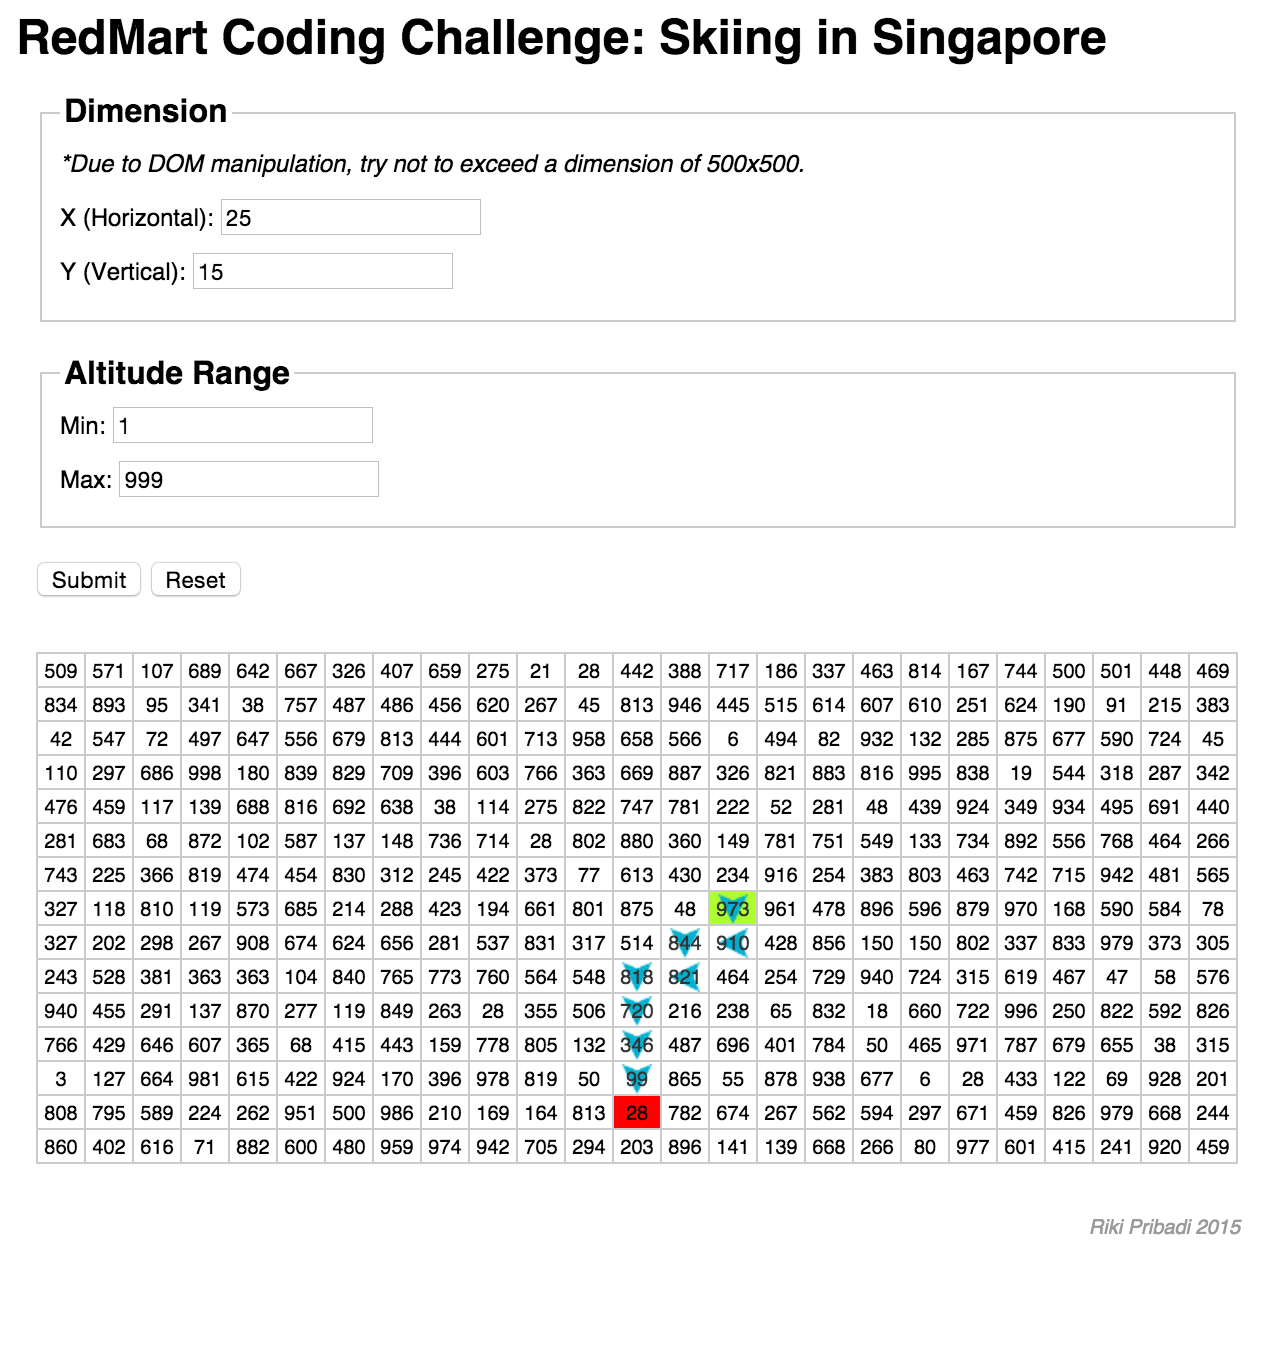 RedMart Coding Challenge: Skiing in Singapore
Dimension
*Due to DOM manipulation, try not to exceed a dimension of 500x500.
X (Horizontal): 25
Y (Vertical): 15
Altitude Range
Min: 1
Max: 999
Submit Reset
509 571 107 689 642 667 326 407 659 275 21 28 442 388 717 186 337 463 814 167 744 500 501 448 469
834 893 95 341 38 757 487 486 456 620 267 45 813 946 445 515 614 607 610 251 624 190 91 215 383
42 547 72 497 647 556 679 813 444 601 713 958 658 566 6 494 82 932 132 285 875 677 590 724 45
110 297 686 998 180 839 829 709 396 603 766 363 669 887 326 821 883 816 995 838 19 544 318 287 342
476 459 117 139 688 816 692 638 38 114 275 822 747 781 222 52 281 48 439 924 349 934 495 691 440
281 683 68 872 102 587 137 148 736 714 28 802 880 360 149 781 751 549 133 734 892 556 768 464 266
743 225 366 819 474 454 830 312 245 422 373 77 613 430 234 916 254 383 803 463 742 715 942 481 565
327 118 810 119 573 685 214 288 423 194 661 801 875 48 973 961 478 896 596 879 970 168 590 584 78
327 202 298 267 908 674 624 656 281 537 831 317 514 844 910 428 856 150 150 802 337 833 979 373 305
243 528 381 363 363 104 840 765 773 760 564 548 818 821 464 254 729 940 724 315 619 467 47 58 576
940 455 291 137 870 277 119 849 263 28 355 506 720 216 238 65 832 18 660 722 996 250 822 592 826
766 429 646 607 365 68 415 443 159 778 805 132 346 487 696 401 784 50 465 971 787 679 655 38 315
3 127 664 981 615 422 924 170 396 978 819 50 99 865 55 878 938 677 6 28 433 122 69 928 201
808 795 589 224 262 951 500 986 210 169 164 813 28 782 674 267 562 594 297 671 459 826 979 668 244
860 402 616 71 882 600 480 959 974 942 705 294 203 896 141 139 668 266 80 977 601 415 241 920 459
Riki Pribadi 2015